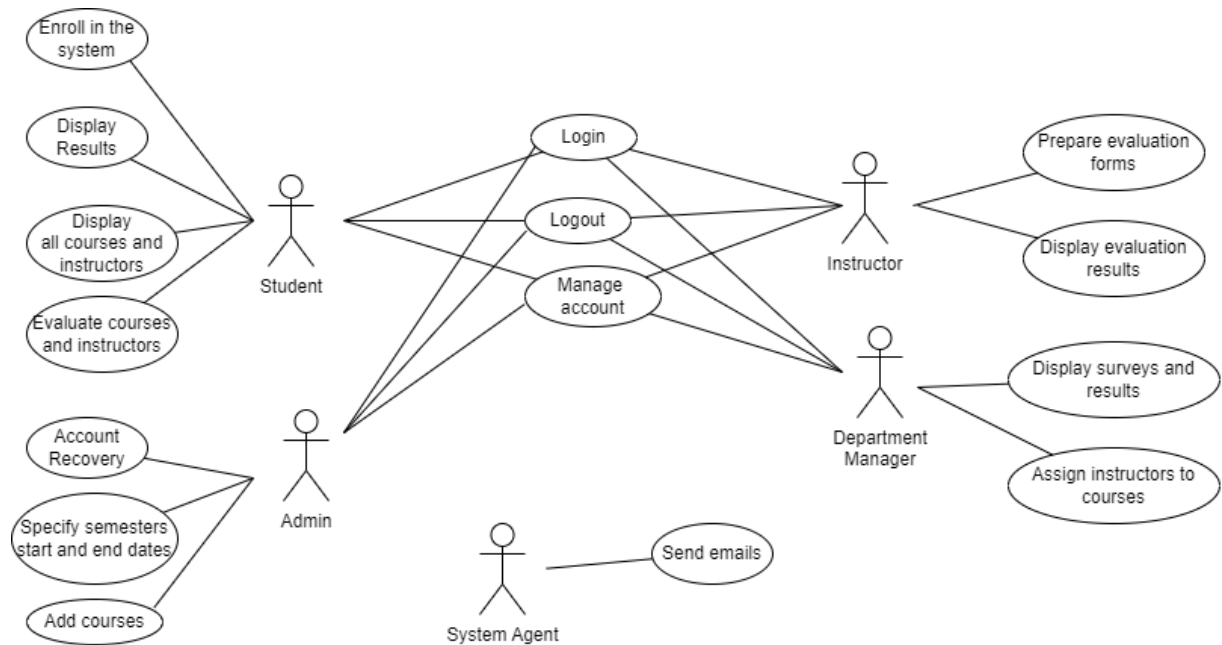 Enroll in the
system
Display
Results
Display
all courses and
instructors
Evaluate courses
and instructors
Student
Login
Logout
Manage
account
Instructor
Prepare evaluation
forms
Display evaluation
results
Account
Recovery
Specify semesters
start and end dates
Add courses
Admin
System Agent
Send emails
Department
Manager
Display surveys and
results
Assign instructors to
courses